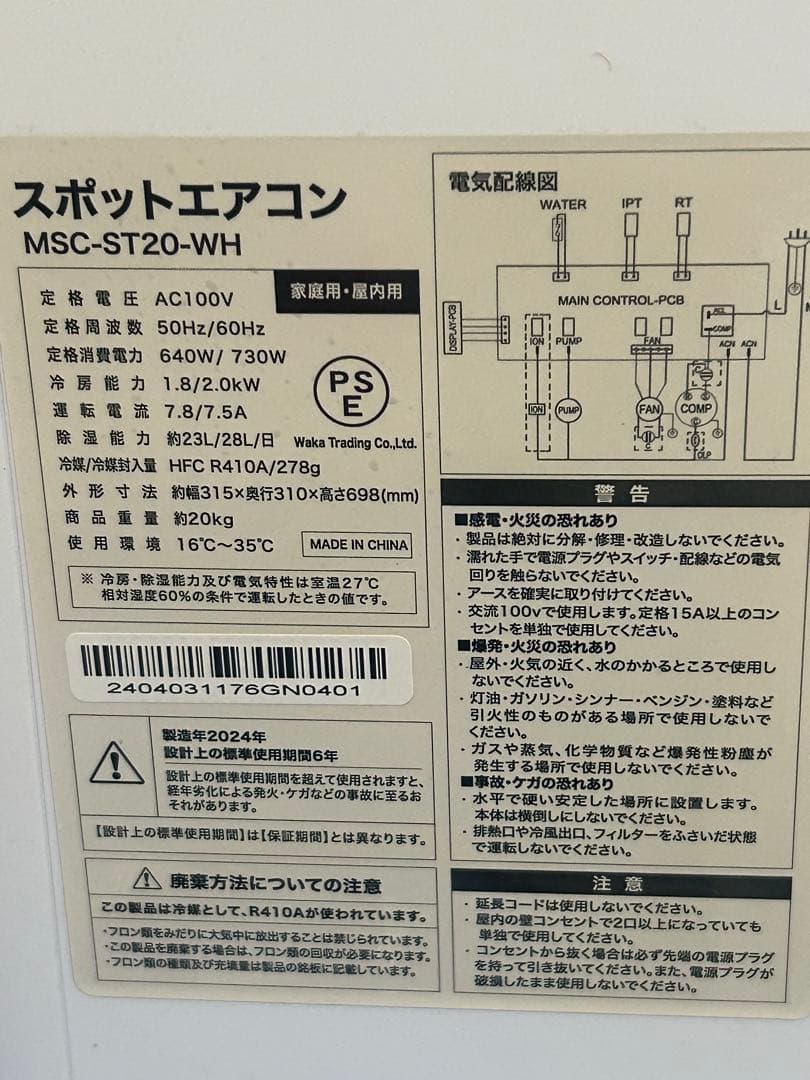 スポットエアコン
MSC-ST20-WH
家庭用・屋内用
定格電圧 AC100V
定格周波数 50Hz/60Hz
定格消費電力 640W/ 730W
冷房能力 1.8/2.0kW
運転電流 7.8/7.5A
除湿能力 約23L/28L/日
冷媒/冷媒封入量 HFC R410A/278g
外形寸法 約幅315×奥行310×高さ698(mm)
商品重量 約20kg
使用環境 16℃〜35℃
PS
E
Waka Trading Co.,Ltd.
MADE IN CHINA
※ 冷房・除湿能力及び電気特性は室温27℃
相対湿度60%の条件で運転したときの値です。
2404031176GN0401
製造年2024年
設計上の標準使用期間6年
設計上の標準使用期間を超えて使用されますと、
経年劣化による発火・ケガなどの事故に至るお
それがあります。
【設計上の標準使用期間】は【保証期間】とは異なります。
廃棄方法についての注意
この製品は冷媒として、R410Aが使われています。
・フロン類をみだりに大気中に放出することは禁じられています。
・この製品を廃棄する場合は、フロン類の回収が必要になります。
・フロン類の種類及び充填量は製品の銘板に記載しています。
電気配線図
WATER IPT RT
MAIN CONTROL-PCB
DISPLAY-PCB
ION PUMP FAN
ACL
COMP
ACN ACN
L
N
ION PUMP FAN COMP
C
OLP
警告
■感電・火災の恐れあり
・製品は絶対に分解・修理・改造しないでください。
・濡れた手で電源プラグやスイッチ・配線などの電気
回りを触らないでください。
・アースを確実に取り付けてください。
・交流100vで使用します。定格15A以上のコン
セントを単独で使用してください。
■爆発・火災の恐れあり
・屋外・火気の近く、水のかかるところで使用し
ないでください。
・灯油・ガソリン・シンナー・ベンジン・塗料など
引火性のものがある場所で使用しないで
ください。
・ガスや蒸気、化学物質など爆発性粉塵が
発生する場所で使用しないでください。
■事故・ケガの恐れあり
・水平で硬い安定した場所に設置します。
本体は横倒しにしないでください。
・排熱口や冷風出口、フィルターをふさいだ状態
で運転しないでください。
注意
・延長コードは使用しないでください。
・屋内の壁コンセントで2口以上になっていても
単独で使用してください。
・コンセントから抜く場合は必ず先端の電源プラグ
を持って引き抜いてください。また、電源プラグが
破損したまま使用しないでください。